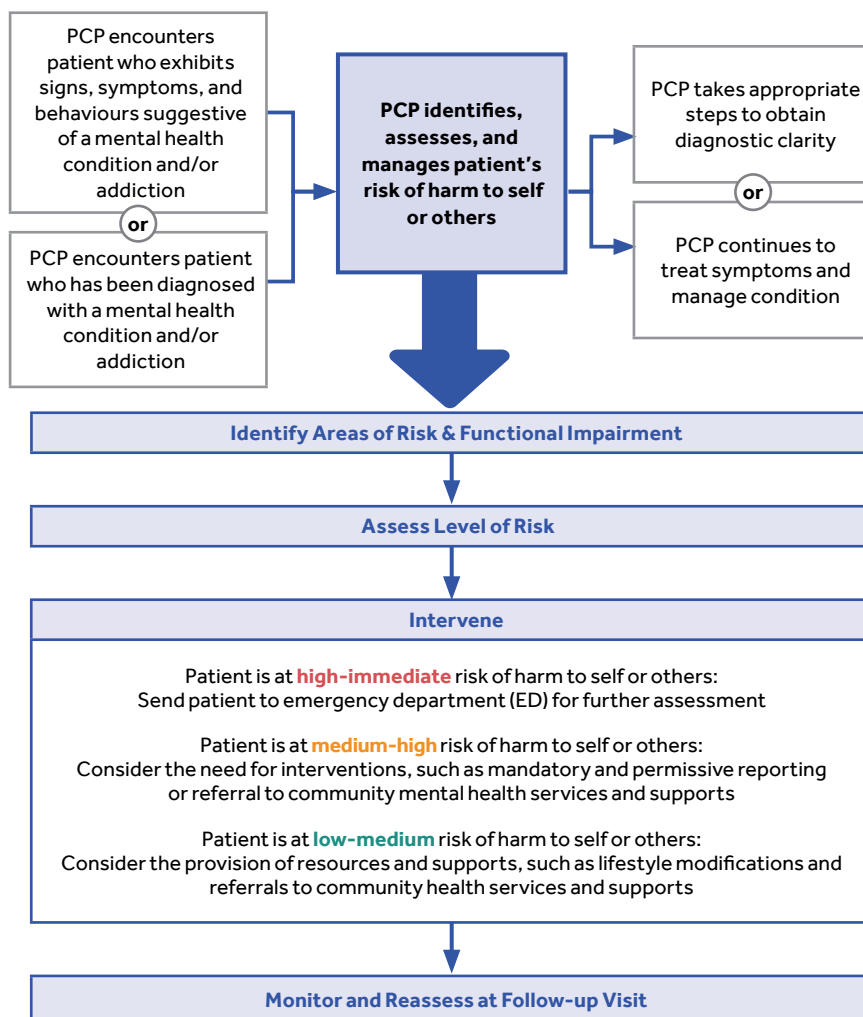 PCP encounters
patient who exhibits
signs, symptoms, and
behaviours suggestive
of a mental health
condition and/or
addiction
or
PCP encounters patient
who has been diagnosed
with a mental health
condition and/or
addiction
PCP identifies,
assesses, and
manages patient's
risk of harm to self
or others
PCP takes appropriate
steps to obtain
diagnostic clarity
or
PCP continues to
treat symptoms and
manage condition
Identify Areas of Risk & Functional Impairment
Assess Level of Risk
Intervene
Patient is at high-immediate risk of harm to self or others:
Send patient to emergency department (ED) for further assessment
Patient is at medium-high risk of harm to self or others:
Consider the need for interventions, such as mandatory and permissive reporting
or referral to community mental health services and supports
Patient is at low-medium risk of harm to self or others:
Consider the provision of resources and supports, such as lifestyle modifications and
referrals to community health services and supports
Monitor and Reassess at Follow-up Visit